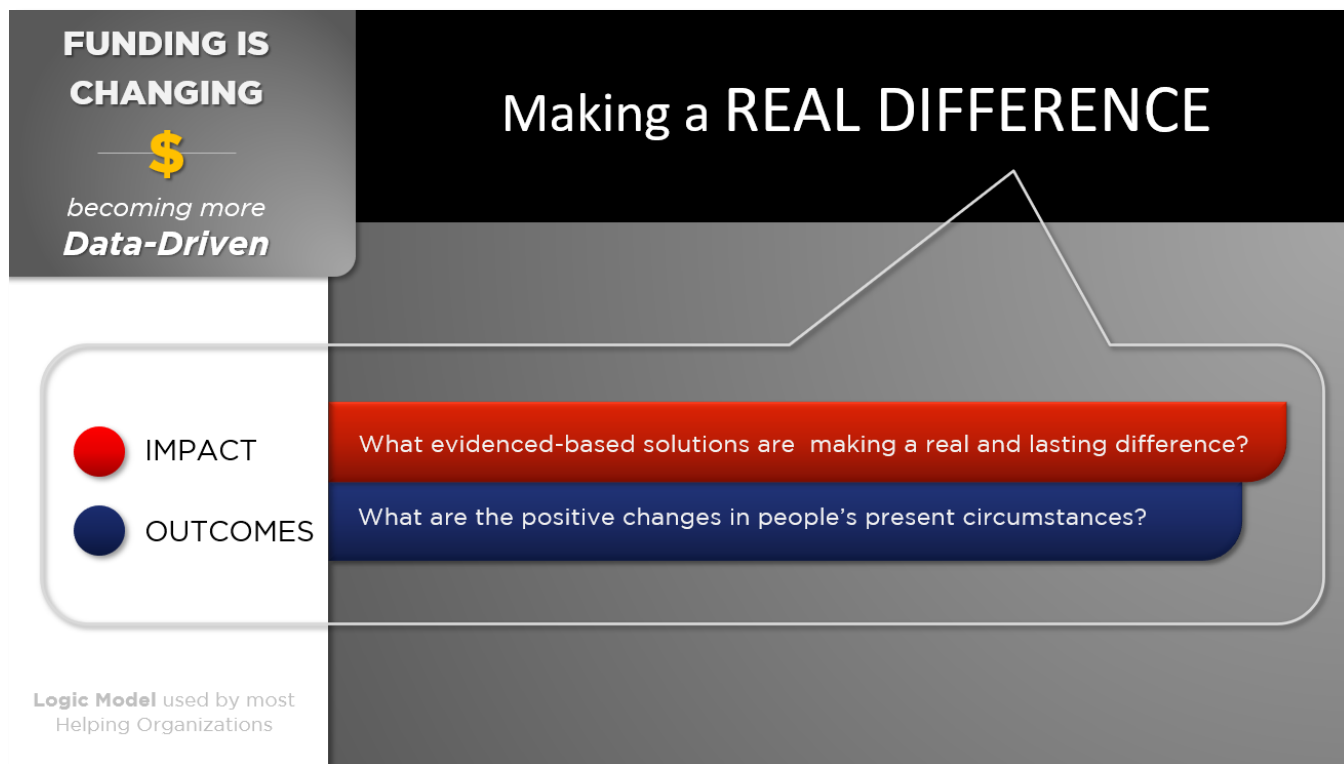 FUNDING IS
CHANGING
$
becoming more
Data-Driven
Making a REAL DIFFERENCE
IMPACT
What evidenced-based solutions are  making a real and lasting difference?
OUTCOMES
What are the positive changes in people's present circumstances?
Logic Model used by most
Helping Organizations